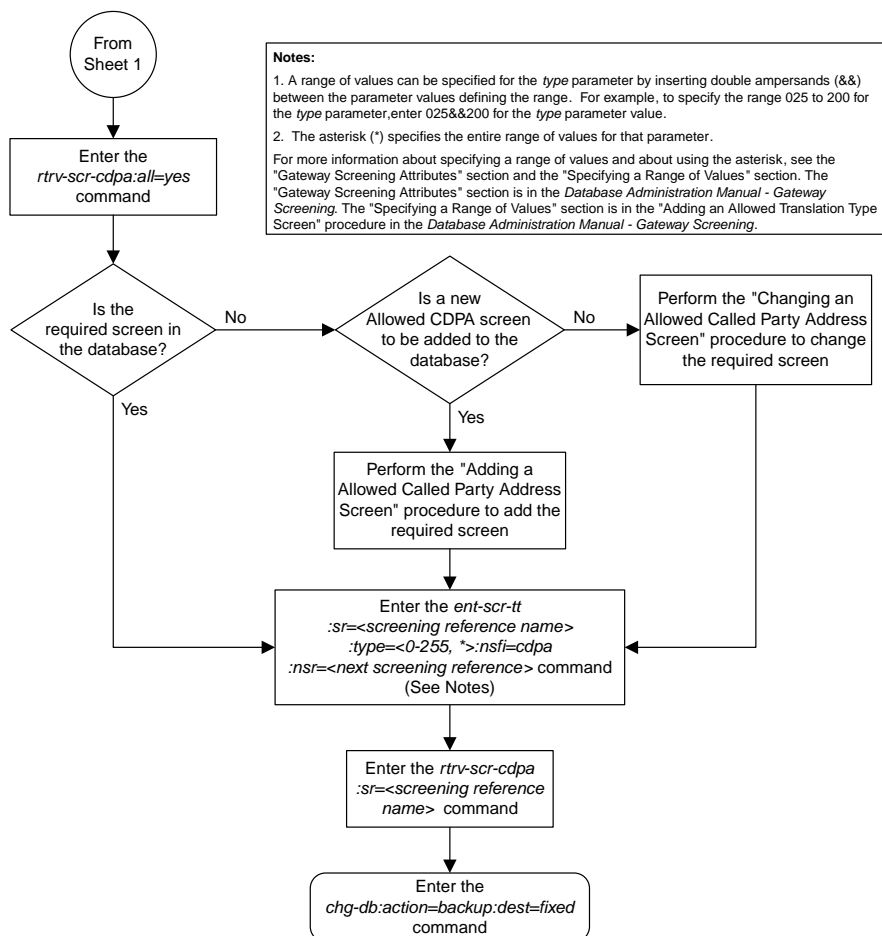 From
Sheet 1
Notes:
1. A range of values can be specified for the type parameter by inserting double ampersands (&&)
between the parameter values defining the range. For example, to specify the range 025 to 200 for
the type parameter,enter 025&&200 for the type parameter value.
2. The asterisk (*) specifies the entire range of values for that parameter.
For more information about specifying a range of values and about using the asterisk, see the
"Gateway Screening Attributes" section and the "Specifying a Range of Values" section. The
"Gateway Screening Attributes" section is in the Database Administration Manual - Gateway
Screening. The "Specifying a Range of Values" section is in the "Adding an Allowed Translation Type
Screen" procedure in the Database Administration Manual - Gateway Screening.
Enter the
rtrv-scr-cdpa:all=yes
command
Is the
required screen in
the database?
No
Yes
Is a new
Allowed CDPA screen
to be added to the
database?
No
Yes
Perform the "Changing an
Allowed Called Party Address
Screen" procedure to change
the required screen
Perform the "Adding a
Allowed Called Party Address
Screen" procedure to add the
required screen
Enter the ent-scr-tt
:sr=<screening reference name>
:type=<0-255, *>:nsfi=cdpa
:nsr=<next screening reference> command
(See Notes)
Enter the rtrv-scr-cdpa
:sr=<screening reference
name> command
Enter the
chg-db:action=backup:dest=fixed
command